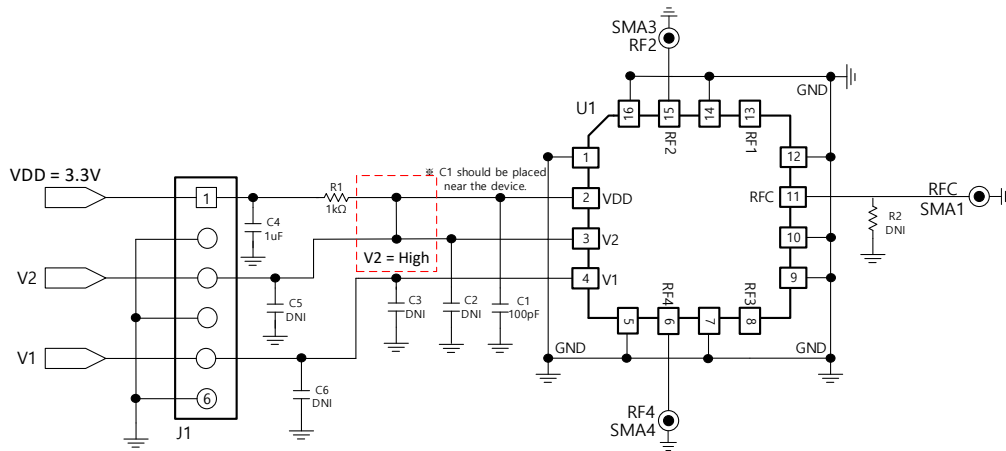 SMA3
RF2
GND
U1
16
15
14
13
RF2
RF1
VDD = 3.3V
※ C1 should be placed
near the device.
1
12
1
R1
1kΩ
2
VDD
RFC
11
RFC
SMA1
C4
1uF
R2
DNI
3
V2
10
V2 = High
V2
4
V1
9
C5
DNI
C3
DNI
C2
DNI
C1
100pF
RF4
RF3
5
6
7
8
V1
GND
GND
C6
DNI
6
J1
RF4
SMA4